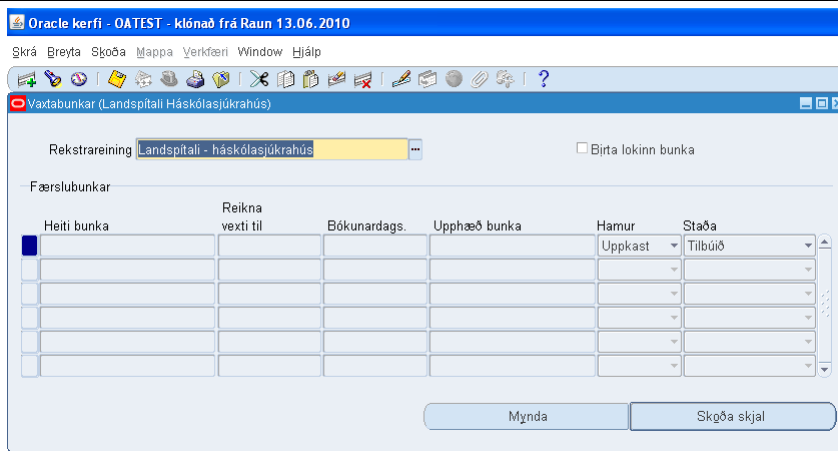 Oracle kerfi - OATEST - klónað frá Raun 13.06.2010
Skrá Breyta Skoða Mappa Verkfæri Window Hjálp
Vaxtabunkar (Landspítali Háskólasjúkrahús)
Rekstrareining Landspítali - háskólasjúkrahús ... Birta lokinn bunka
Færslubunkar
Heiti bunka Reikna vexti til Bókunardags. Upphæð bunka Hamur Staða
Uppkast Tilbúið
Mynda Skoða skjal